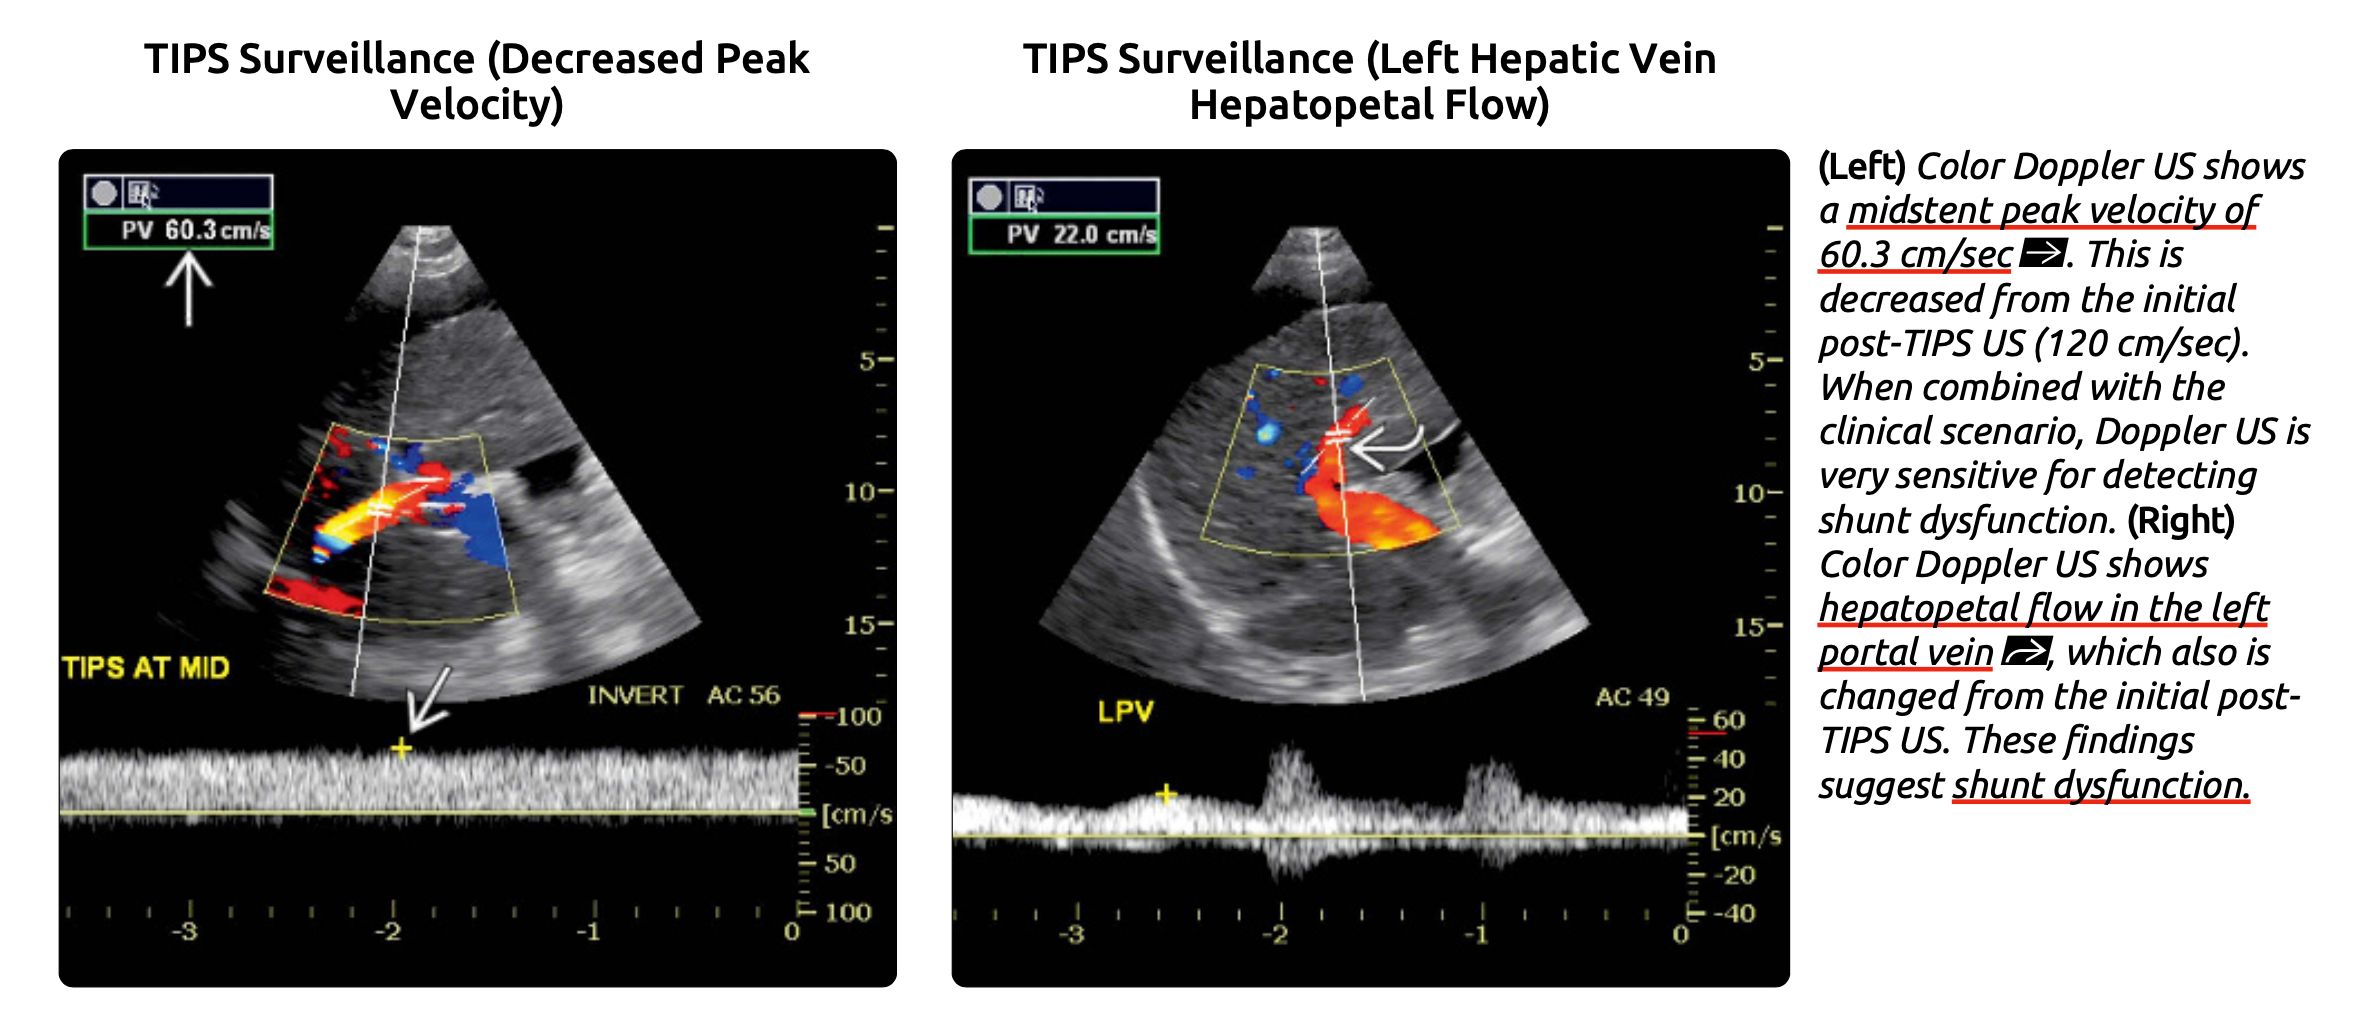 TIPS Surveillance (Decreased Peak
Velocity)
PV 60.3 cm/s
5
10
15
TIPS AT MID
INVERT AC 56
-100
-50
[cm/s
50
100
-3
-2
-1
0
TIPS Surveillance (Left Hepatic Vein
Hepatopetal Flow)
PV 22.0 cm/s
5
10
15
LPV
AC 49
60
40
20
[cm/s
-20
-40
-3
-2
-1
0
(Left) Color Doppler US shows
a midstent peak velocity of
60.3 cm/sec. This is
decreased from the initial
post-TIPS US (120 cm/sec).
When combined with the
clinical scenario, Doppler US is
very sensitive for detecting
shunt dysfunction. (Right)
Color Doppler US shows
hepatopetal flow in the left
portal vein, which also is
changed from the initial post-
TIPS US. These findings
suggest shunt dysfunction.